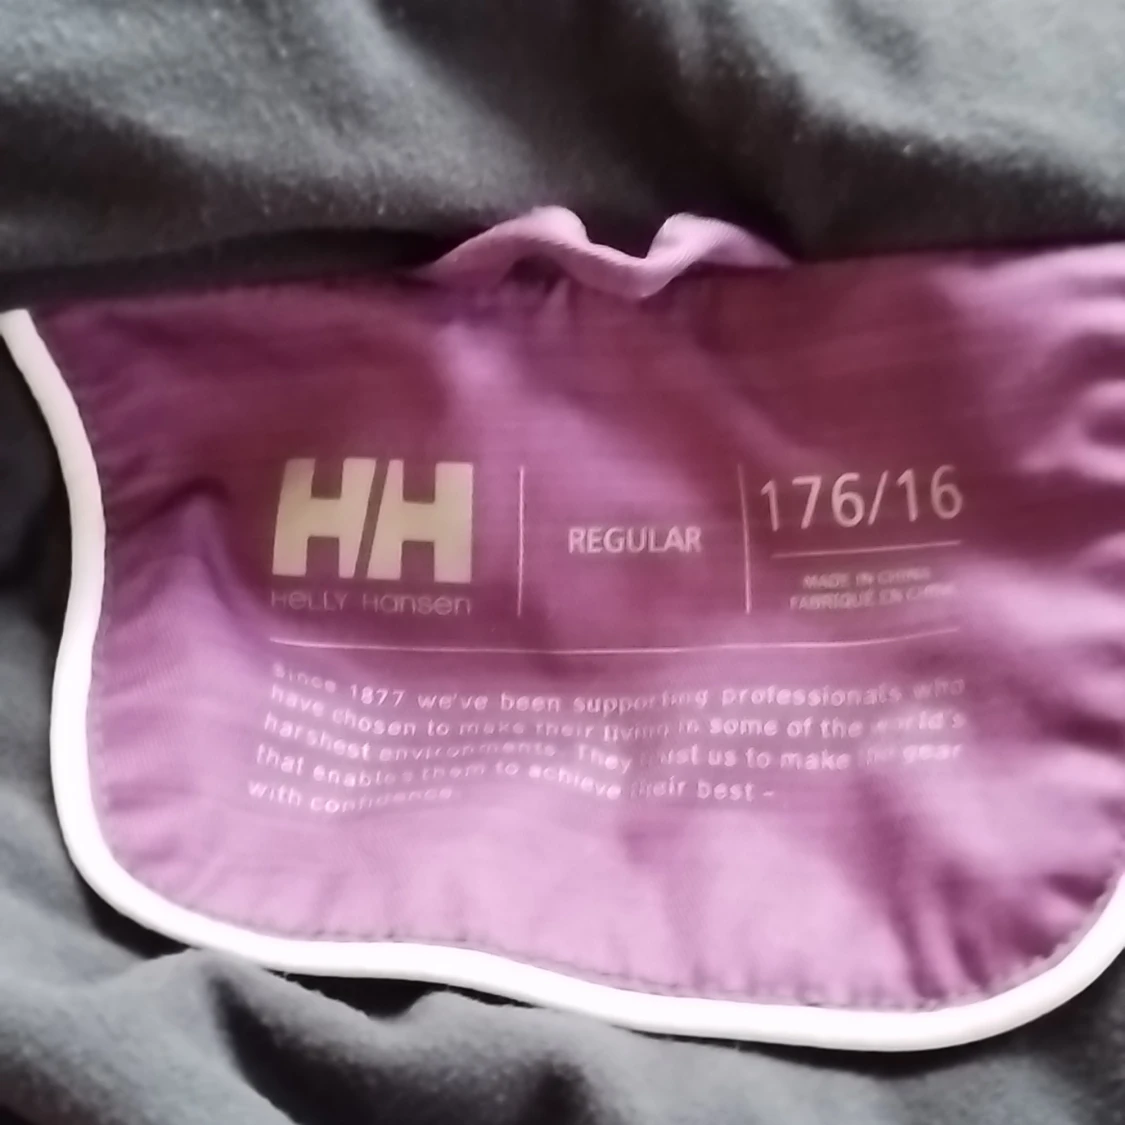 HH
HELLY HANSEN
REGULAR
176/16
MADE IN CHINA
FABRIQUÉ EN CHINE
Since 1877 we've been supporting professionals who
have chosen to make their living in some of the world's
harshest environments. They trust us to make the gear
that enables them to achieve their best –
with confidence.